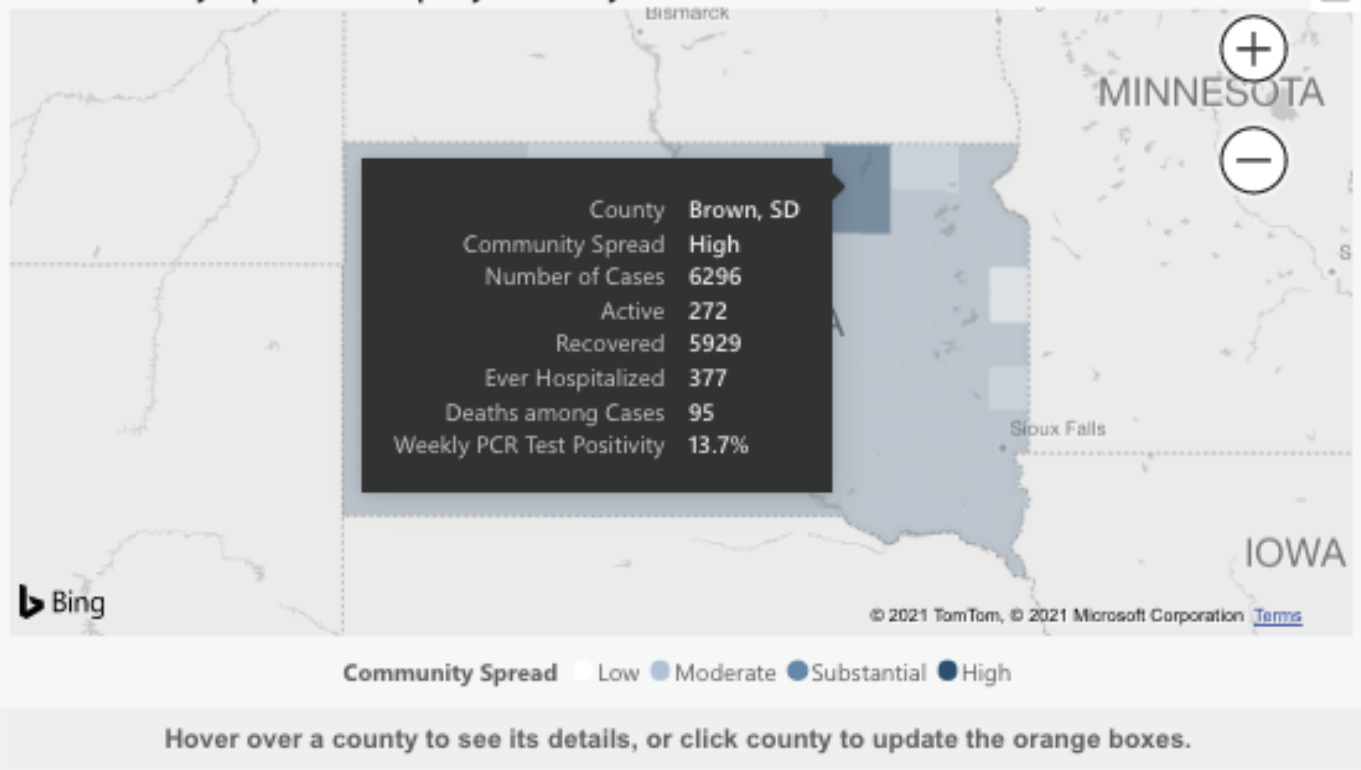 Bismarck
MINNESOTA
County Brown, SD
Community Spread High
Number of Cases 6296
Active 272
Recovered 5929
Ever Hospitalized 377
Deaths among Cases 95
Weekly PCR Test Positivity 13.7%
A
Sioux Falls
IOWA
Bing
© 2021 TomTom, © 2021 Microsoft Corporation Terms
Community Spread Low Moderate Substantial High
Hover over a county to see its details, or click county to update the orange boxes.